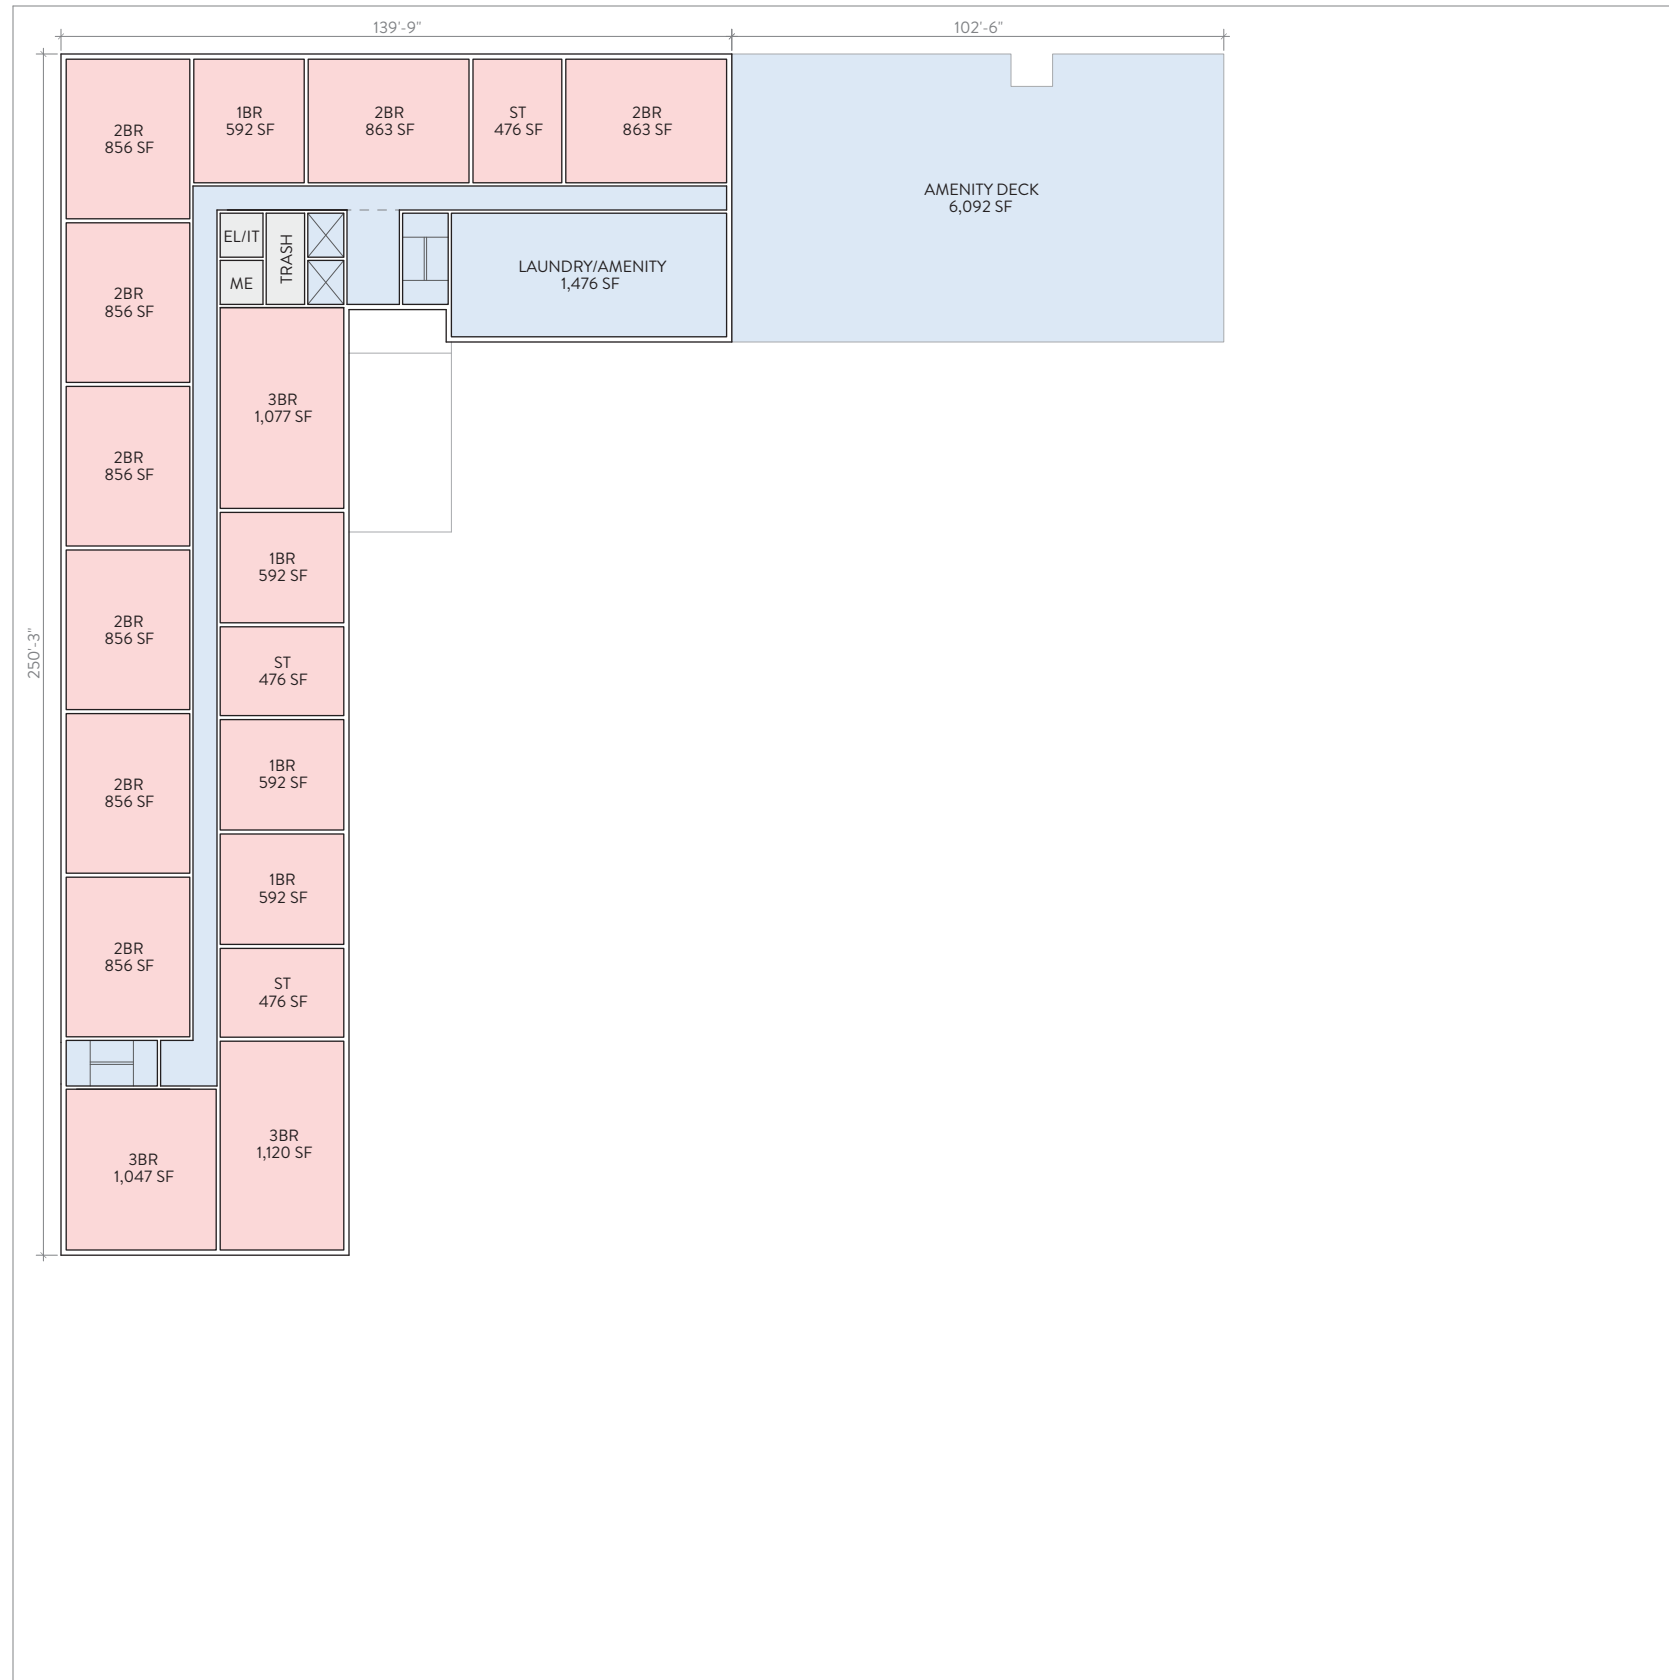 139'-9"
102'-6"
2BR
856 SF
1BR
592 SF
2BR
863 SF
ST
476 SF
2BR
863 SF
AMENITY DECK
6,092 SF
EL/IT
TRASH
ME
LAUNDRY/AMENITY
1,476 SF
2BR
856 SF
3BR
1,077 SF
2BR
856 SF
1BR
592 SF
2BR
856 SF
250'-3"
ST
476 SF
1BR
592 SF
2BR
856 SF
1BR
592 SF
2BR
856 SF
ST
476 SF
3BR
1,120 SF
3BR
1,047 SF